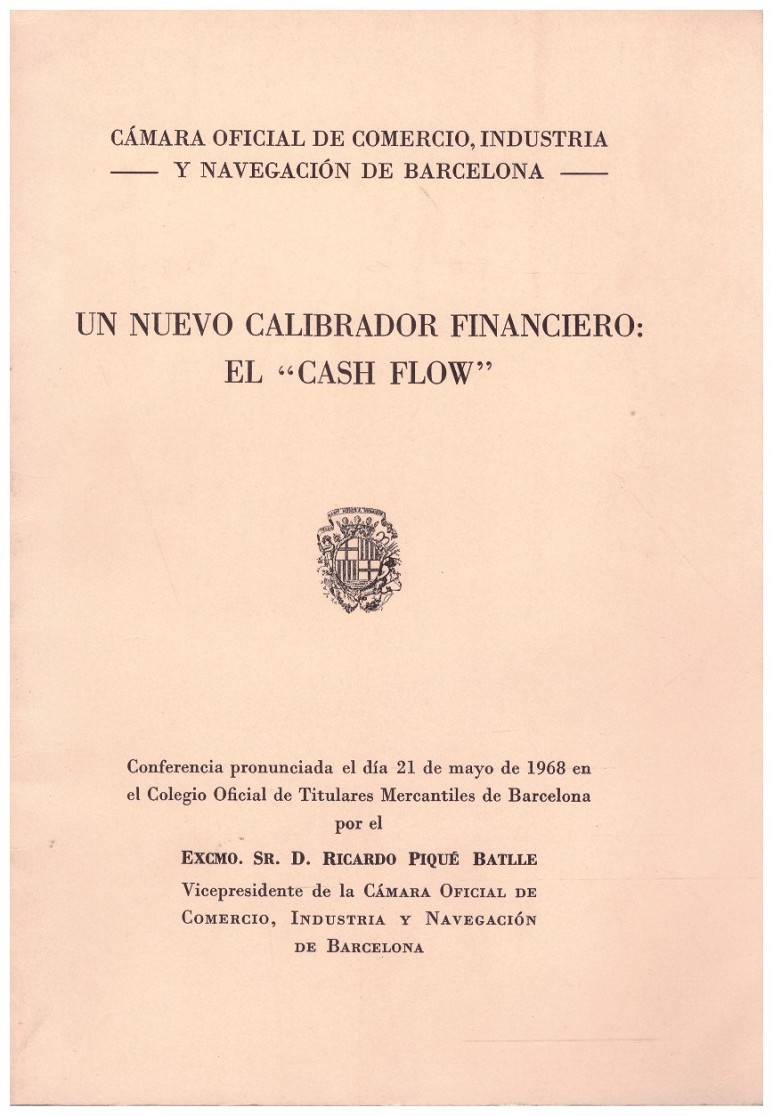 CÁMARA OFICIAL DE COMERCIO, INDUSTRIA
Y NAVEGACIÓN DE BARCELONA
UN NUEVO CALIBRADOR FINANCIERO:
EL “CASH FLOW”
Conferencia pronunciada el día 21 de mayo de 1968 en
el Colegio Oficial de Titulares Mercantiles de Barcelona
por el
EXCMO. SR. D. RICARDO PIQUÉ BATLLE
Vicepresidente de la CÁMARA OFICIAL DE
COMERCIO, INDUSTRIA Y NAVEGACIÓN
DE BARCELONA